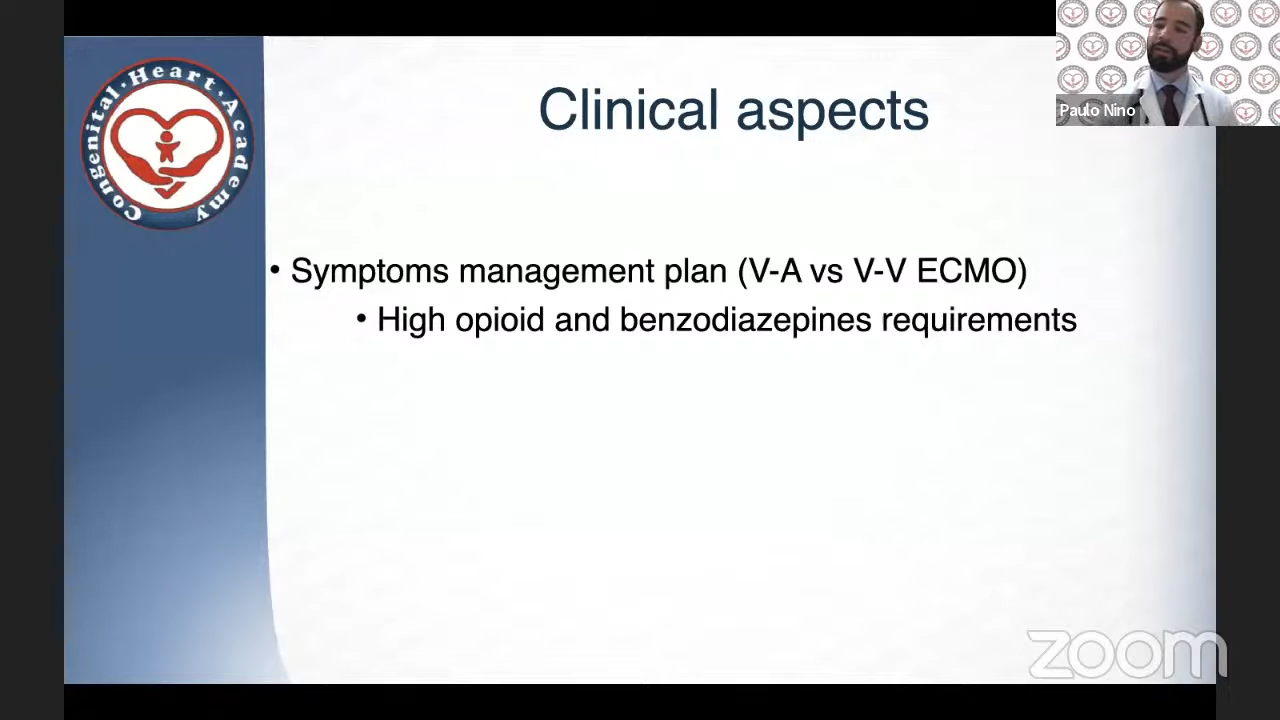 Congenital · Heart · Academy
Clinical aspects
Paulo Nino
• Symptoms management plan (V-A vs V-V ECMO)
• High opioid and benzodiazepines requirements
zoom